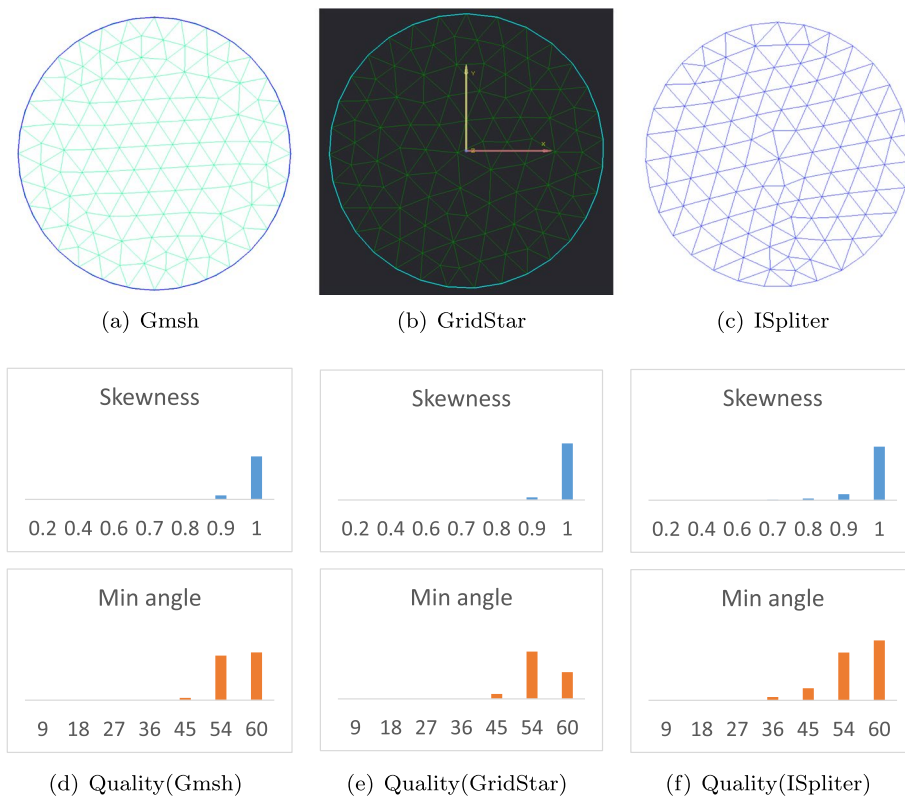 Y
X
(a) Gmsh
(b) GridStar
(c) ISpliter
Skewness
0.2 0.4 0.6 0.7 0.8 0.9 1
Skewness
0.2 0.4 0.6 0.7 0.8 0.9 1
Skewness
0.2 0.4 0.6 0.7 0.8 0.9 1
Min angle
9 18 27 36 45 54 60
Min angle
9 18 27 36 45 54 60
Min angle
9 18 27 36 45 54 60
(d) Quality(Gmsh)
(e) Quality(GridStar)
(f) Quality(ISpliter)